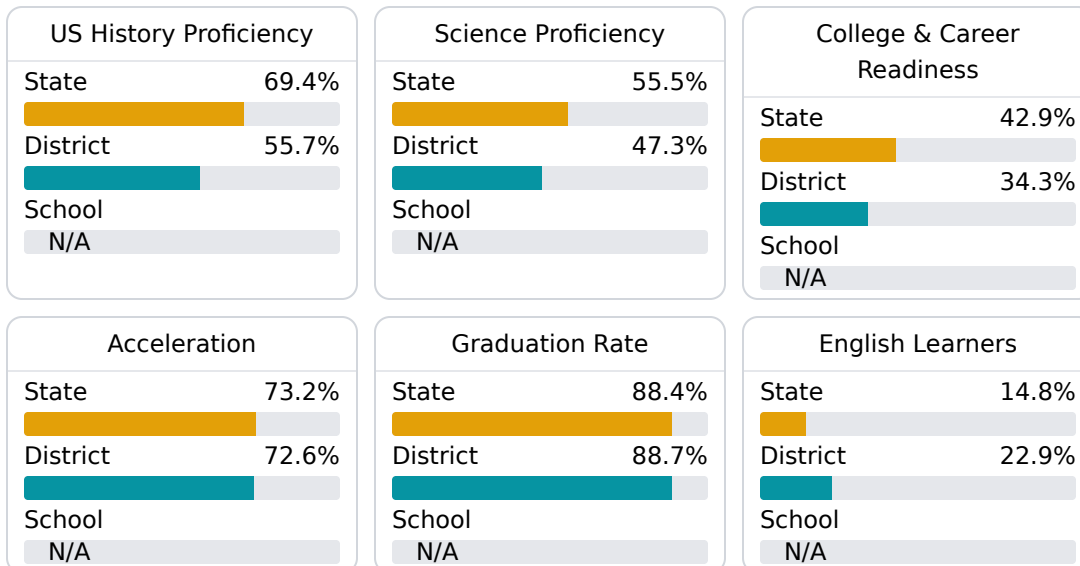 US History Proficiency
State 69.4%
District 55.7%
School
N/A
Science Proficiency
State 55.5%
District 47.3%
School
N/A
College & Career
Readiness
State 42.9%
District 34.3%
School
N/A
Acceleration
State 73.2%
District 72.6%
School
N/A
Graduation Rate
State 88.4%
District 88.7%
School
N/A
English Learners
State 14.8%
District 22.9%
School
N/A